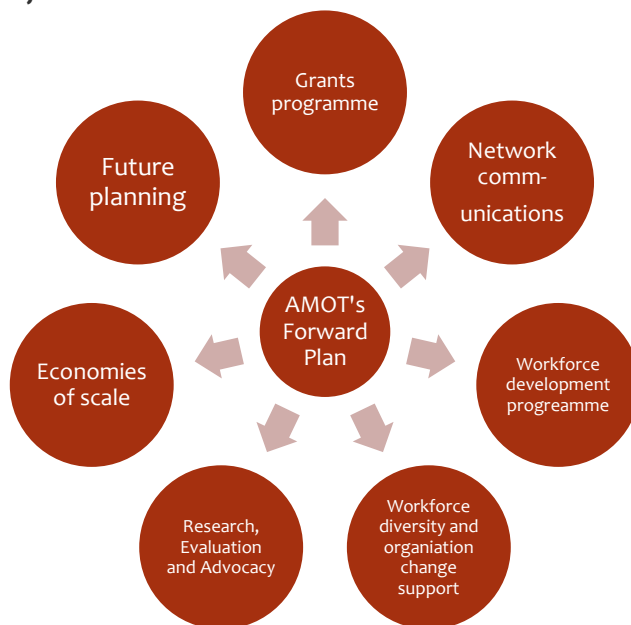 Grants
programme
Network
comm-
unications
Workforce
development
progreamme
Workforce
diversity and
organiation
change
support
Research,
Evaluation
and Advocacy
Economies
of scale
Future
planning
AMOT's
Forward
Plan